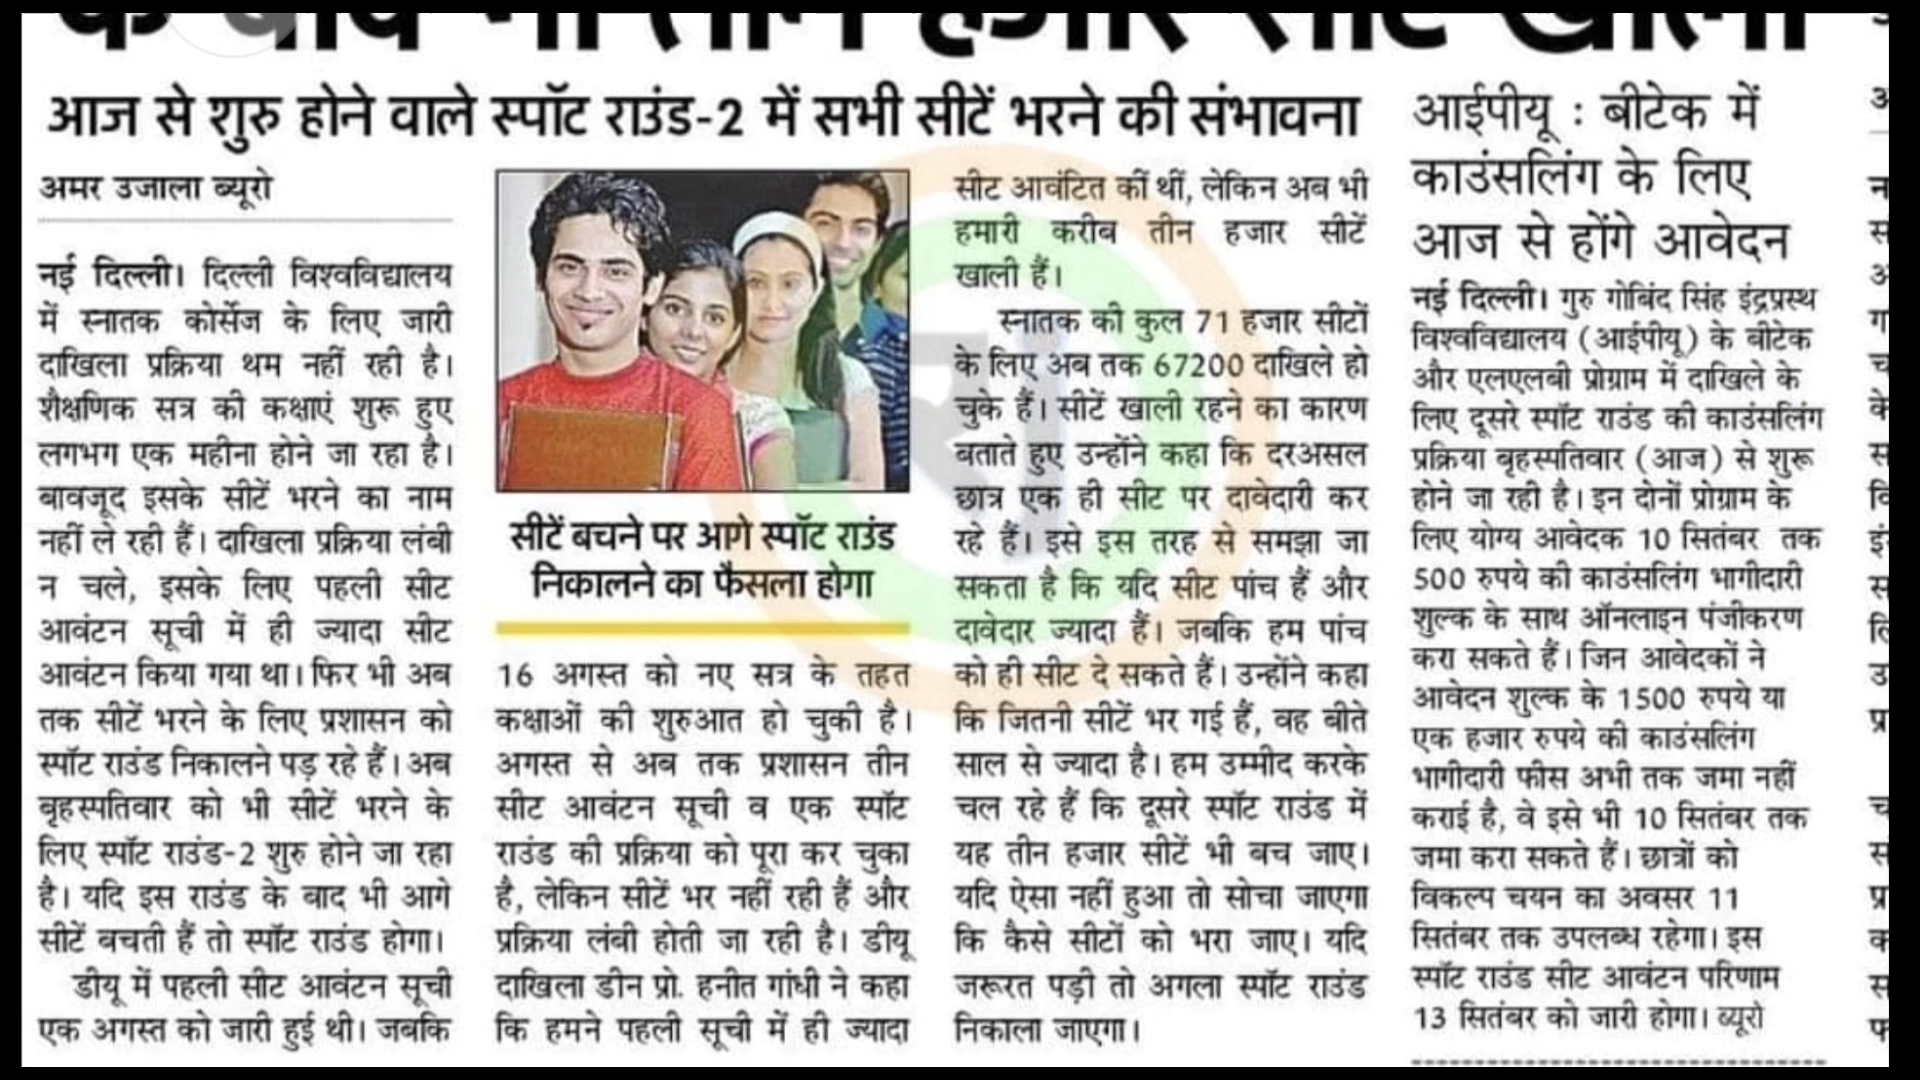 तीन हजार सीटें खाली
आज से शुरु होने वाले स्पॉट राउंड-2 में सभी सीटें भरने की संभावना
अमर उजाला ब्यूरो
नई दिल्ली। दिल्ली विश्वविद्यालय
में स्नातक कोर्सेज के लिए जारी
दाखिला प्रक्रिया थम नहीं रही है।
शैक्षणिक सत्र की कक्षाएं शुरू हुए
लगभग एक महीना होने जा रहा है।
बावजूद इसके सीटें भरने का नाम
नहीं ले रही हैं। दाखिला प्रक्रिया लंबी
न चले, इसके लिए पहली सीट
आवंटन सूची में ही ज्यादा सीट
आवंटन किया गया था। फिर भी अब
तक सीटें भरने के लिए प्रशासन को
स्पॉट राउंड निकालने पड़ रहे हैं। अब
बृहस्पतिवार को भी सीटें भरने के
लिए स्पॉट राउंड-2 शुरु होने जा रहा
है। यदि इस राउंड के बाद भी आगे
सीटें बचती हैं तो स्पॉट राउंड होगा।
डीयू में पहली सीट आवंटन सूची
एक अगस्त को जारी हुई थी। जबकि
सीटें बचने पर आगे स्पॉट राउंड
निकालने का फैसला होगा
16 अगस्त को नए सत्र के तहत
कक्षाओं की शुरुआत हो चुकी है।
अगस्त से अब तक प्रशासन तीन
सीट आवंटन सूची व एक स्पॉट
राउंड की प्रक्रिया को पूरा कर चुका
है, लेकिन सीटें भर नहीं रही हैं और
प्रक्रिया लंबी होती जा रही है। डीयू
दाखिला डीन प्रो. हनीत गांधी ने कहा
कि हमने पहली सूची में ही ज्यादा
सीट आवंटित कीं थीं, लेकिन अब भी
हमारी करीब तीन हजार सीटें
खाली हैं।
स्नातक की कुल 71 हजार सीटों
के लिए अब तक 67200 दाखिले हो
चुके हैं। सीटें खाली रहने का कारण
बताते हुए उन्होंने कहा कि दरअसल
छात्र एक ही सीट पर दावेदारी कर
रहे हैं। इसे इस तरह से समझा जा
सकता है कि यदि सीट पांच हैं और
दावेदार ज्यादा हैं। जबकि हम पांच
को ही सीट दे सकते हैं। उन्होंने कहा
कि जितनी सीटें भर गई हैं, वह बीते
साल से ज्यादा है। हम उम्मीद करके
चल रहे हैं कि दूसरे स्पॉट राउंड में
यह तीन हजार सीटें भी बच जाए।
यदि ऐसा नहीं हुआ तो सोचा जाएगा
कि कैसे सीटों को भरा जाए। यदि
जरूरत पड़ी तो अगला स्पॉट राउंड
निकाला जाएगा।
आईपीयू : बीटेक में
काउंसलिंग के लिए
आज से होंगे आवेदन
नई दिल्ली। गुरु गोबिंद सिंह इंद्रप्रस्थ
विश्वविद्यालय (आईपीयू) के बीटेक
और एलएलबी प्रोग्राम में दाखिले के
लिए दूसरे स्पॉट राउंड की काउंसलिंग
प्रक्रिया बृहस्पतिवार (आज) से शुरू
होने जा रही है। इन दोनों प्रोग्राम के
लिए योग्य आवेदक 10 सितंबर तक
500 रुपये की काउंसलिंग भागीदारी
शुल्क के साथ ऑनलाइन पंजीकरण
करा सकते हैं। जिन आवेदकों ने
आवेदन शुल्क के 1500 रुपये या
एक हजार रुपये की काउंसलिंग
भागीदारी फीस अभी तक जमा नहीं
कराई है, वे इसे भी 10 सितंबर तक
जमा करा सकते हैं। छात्रों को
विकल्प चयन का अवसर 11
सितंबर तक उपलब्ध रहेगा। इस
स्पॉट राउंड सीट आवंटन परिणाम
13 सितंबर को जारी होगा। ब्यूरो